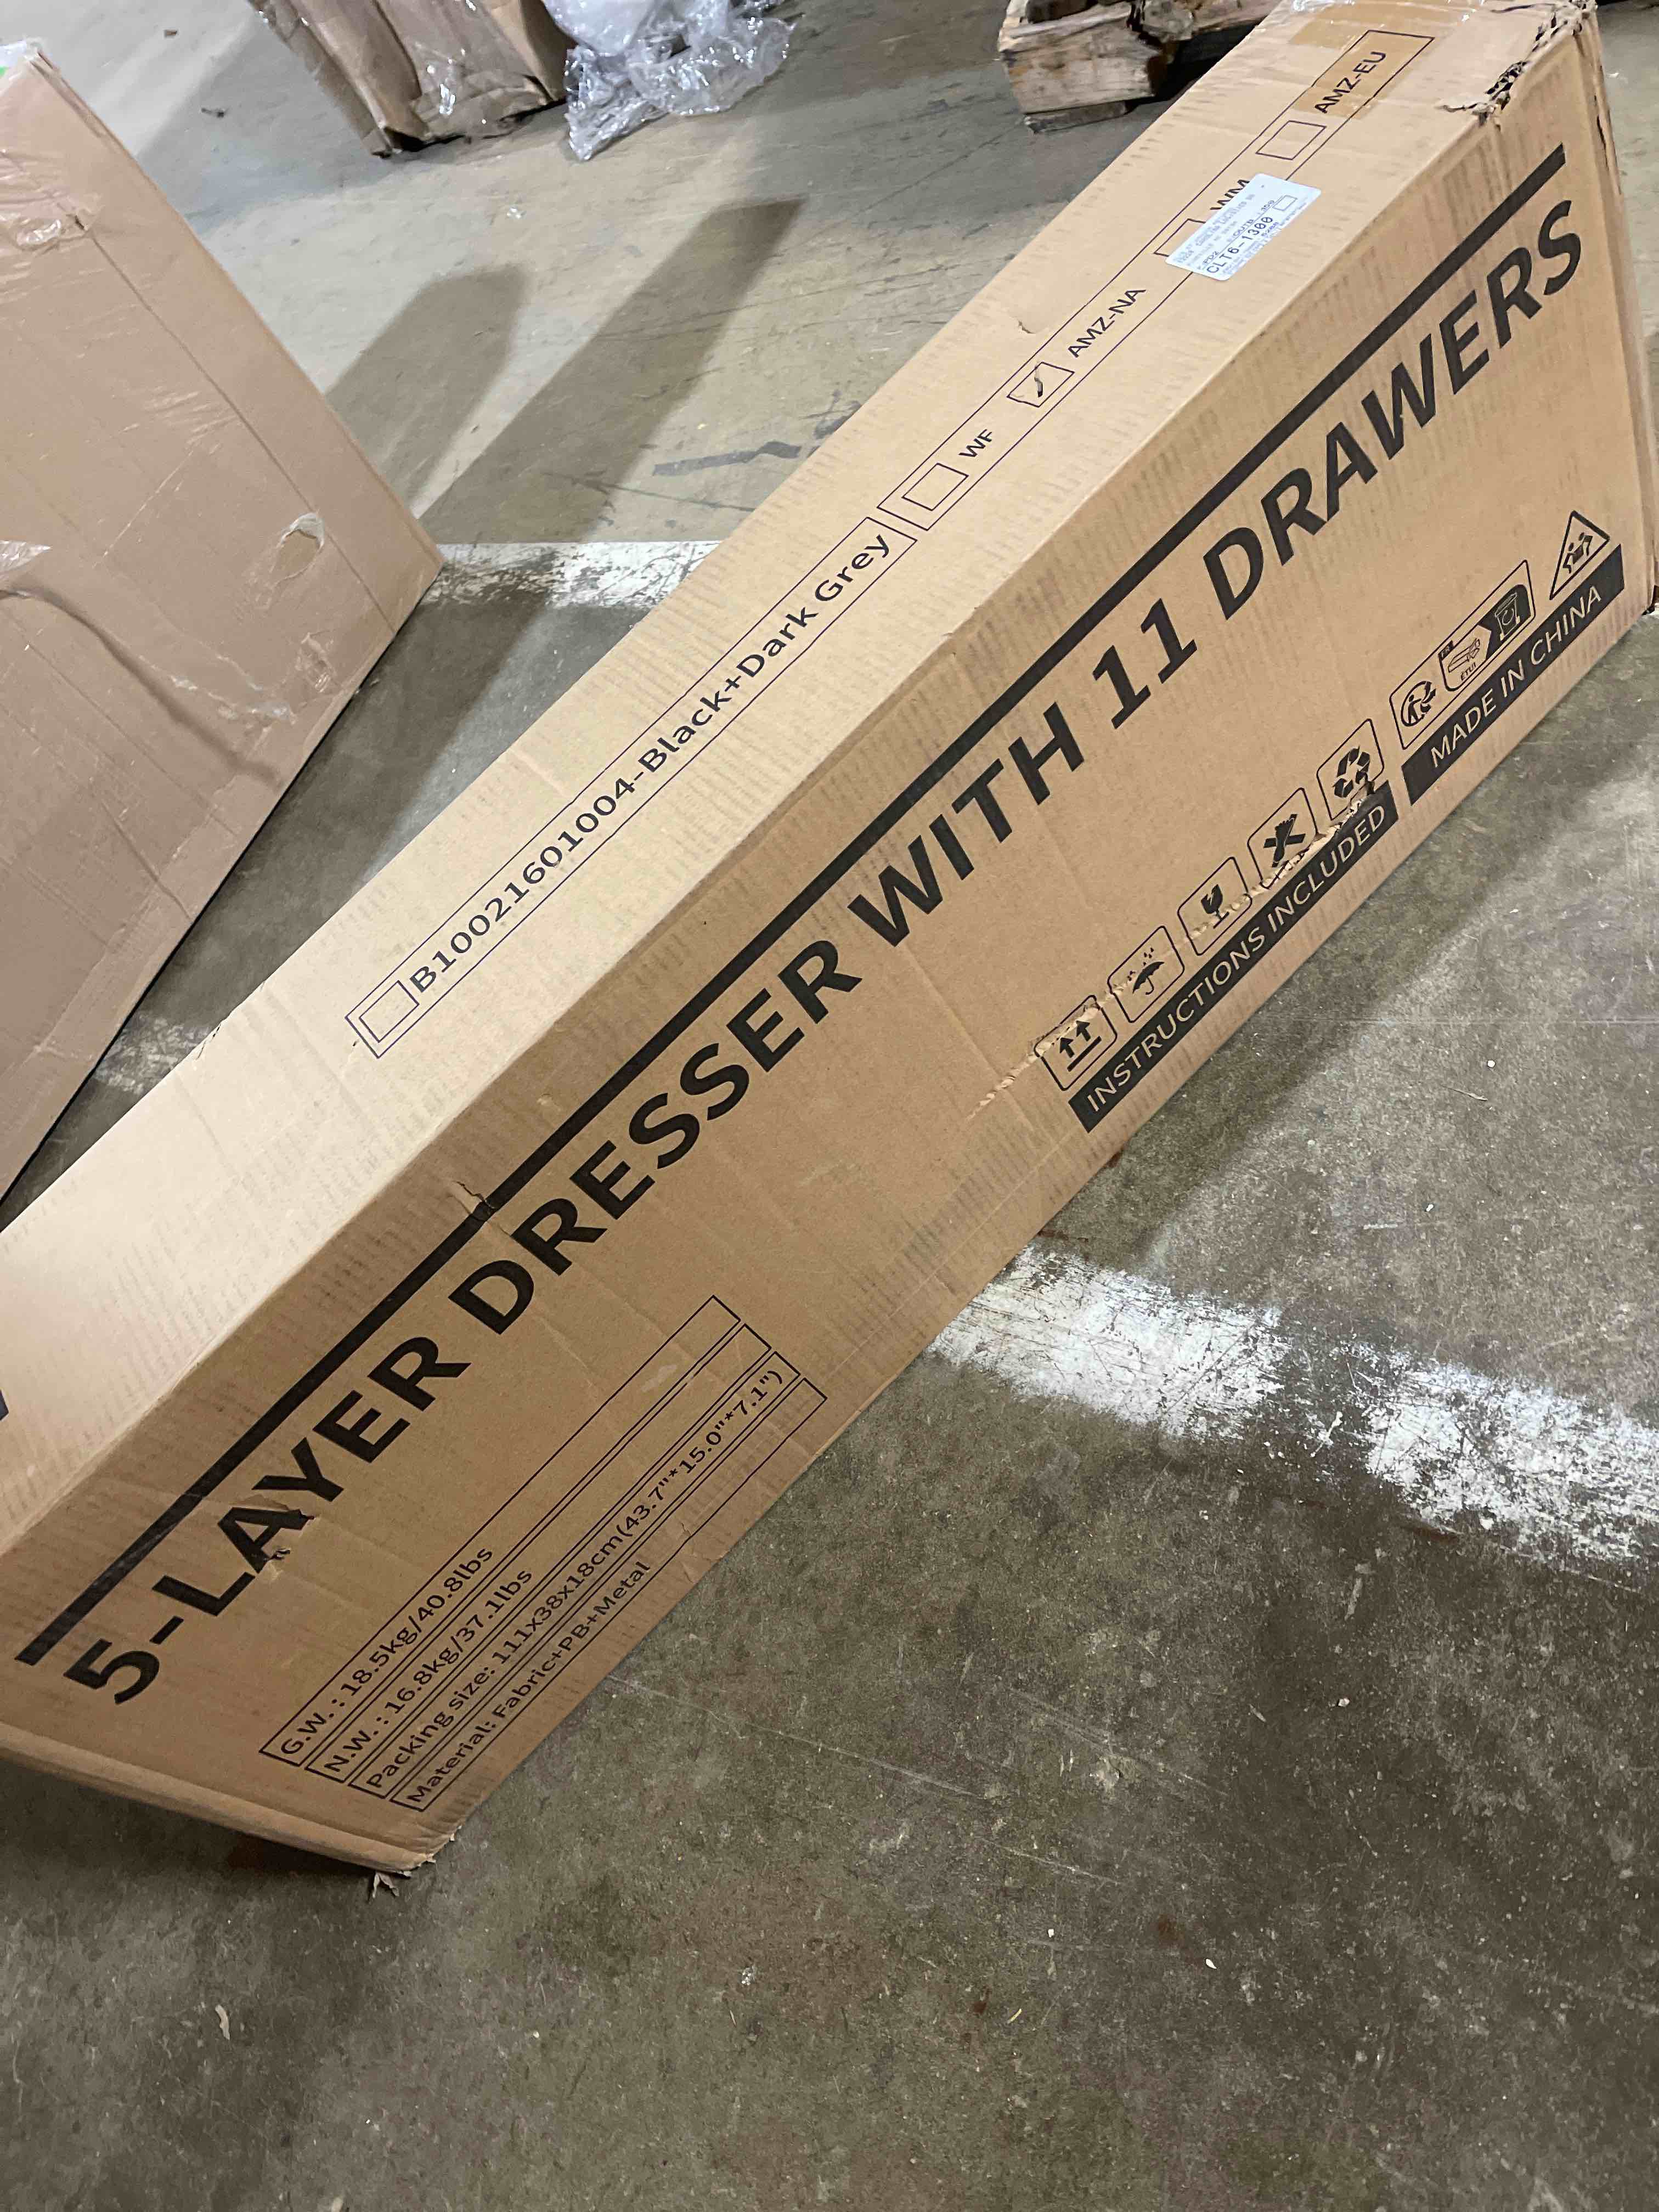 AMZ-EU
WM
CLT6-1300
AMZ-NA
WF
B10021601004-Black+Dark Grey
5-LAYER DRESSER WITH 11 DRAWERS
INSTRUCTIONS INCLUDED
MADE IN CHINA
G.W.: 18.5kg/40.8lbs
N.W.: 16.8kg/37.1lbs
Packing size: 111x38x18cm(43.7"*15.0"*7.1")
Material: Fabric+PB+Metal